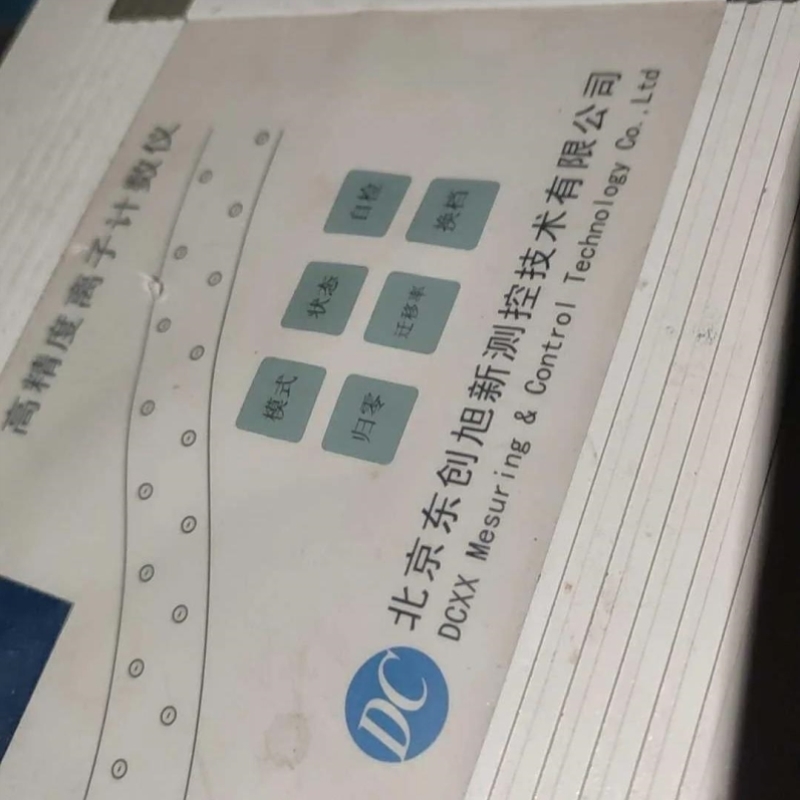 高精度离子计数仪
模式 状态 自检
归零 迁移率 换档
DC 北京东创旭新测控技术有限公司
DCXX Mesuring & Control Technology Co.,Ltd